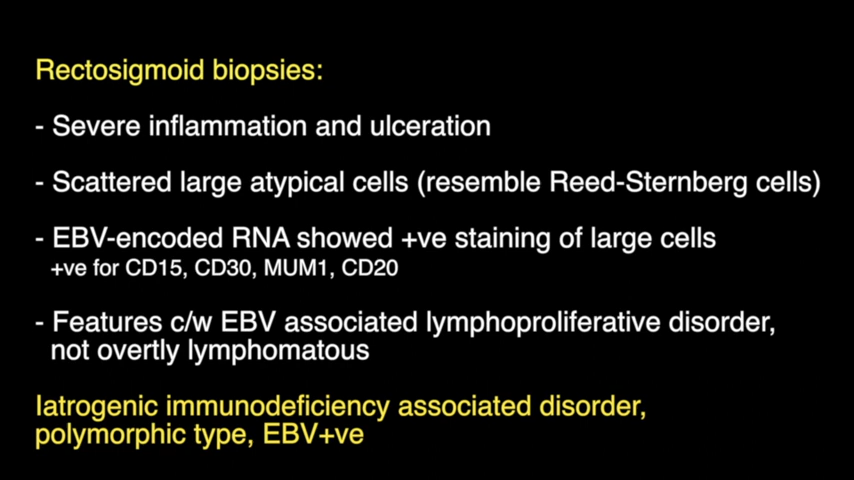 Rectosigmoid biopsies:
- Severe inflammation and ulceration
- Scattered large atypical cells (resemble Reed-Sternberg cells)
- EBV-encoded RNA showed +ve staining of large cells
+ve for CD15, CD30, MUM1, CD20
- Features c/w EBV associated lymphoproliferative disorder,
not overtly lymphomatous
Iatrogenic immunodeficiency associated disorder,
polymorphic type, EBV+ve